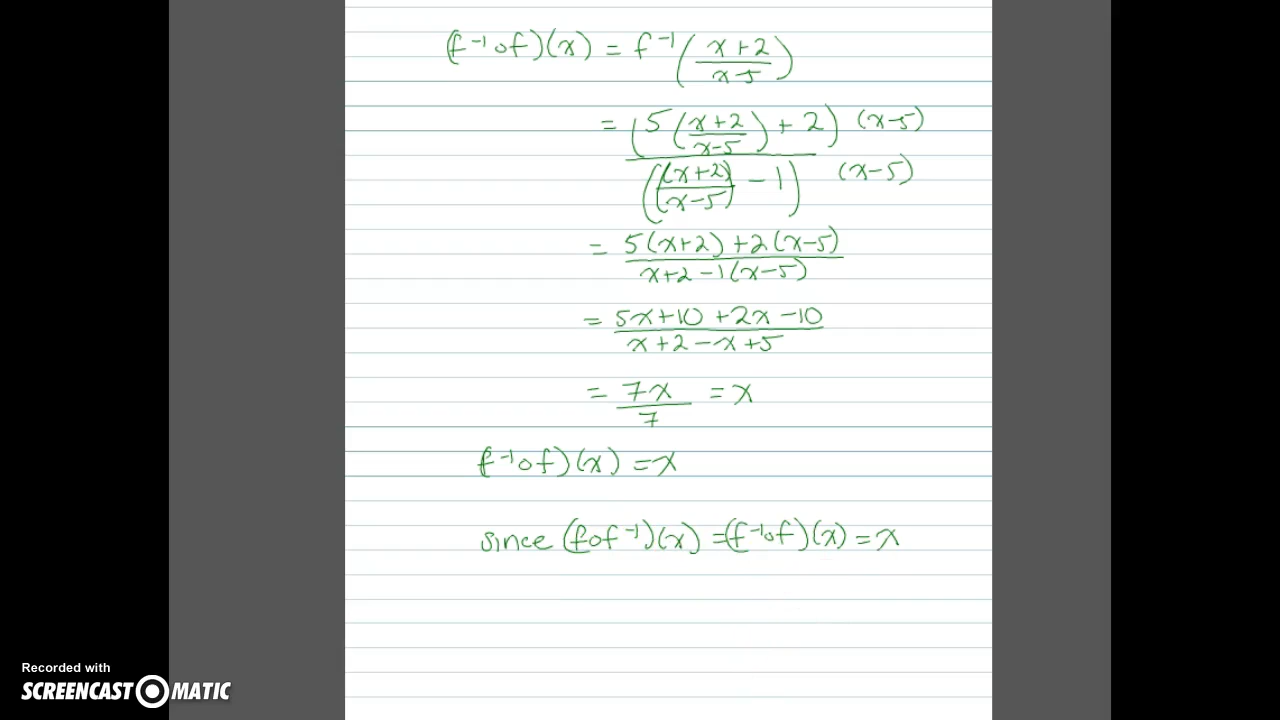 (f⁻¹∘f)(x) = f⁻¹((x+2)/(x-5))
= (5((x+2)/(x-5)) + 2) (x-5) / (((x+2)/(x-5)) - 1) (x-5)
= (5(x+2) + 2(x-5)) / (x+2 - 1(x-5))
= (5x+10 + 2x - 10) / (x+2 - x + 5)
= 7x/7 = x
f⁻¹∘f)(x) = x
since (f∘f⁻¹)(x) = (f⁻¹∘f)(x) = x
Recorded with
SCREENCAST MATIC